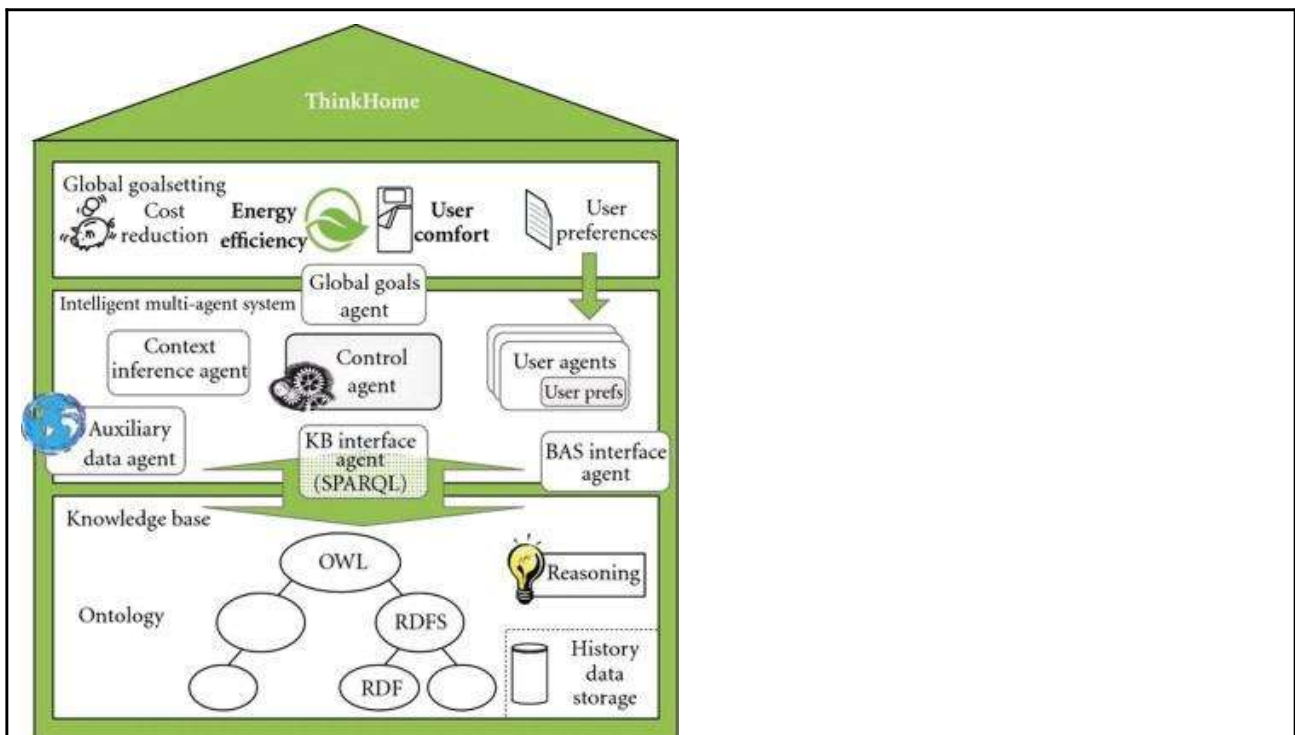 ThinkHome
Global goalsetting
Cost
reduction
Energy
efficiency
User
comfort
User
preferences
Global goals
agent
Intelligent multi-agent system
Context
inference agent
Control
agent
User agents
User prefs
Auxiliary
data agent
KB interface
agent
(SPARQL)
BAS interface
agent
Knowledge base
OWL
Reasoning
Ontology
RDFS
RDF
History
data
storage